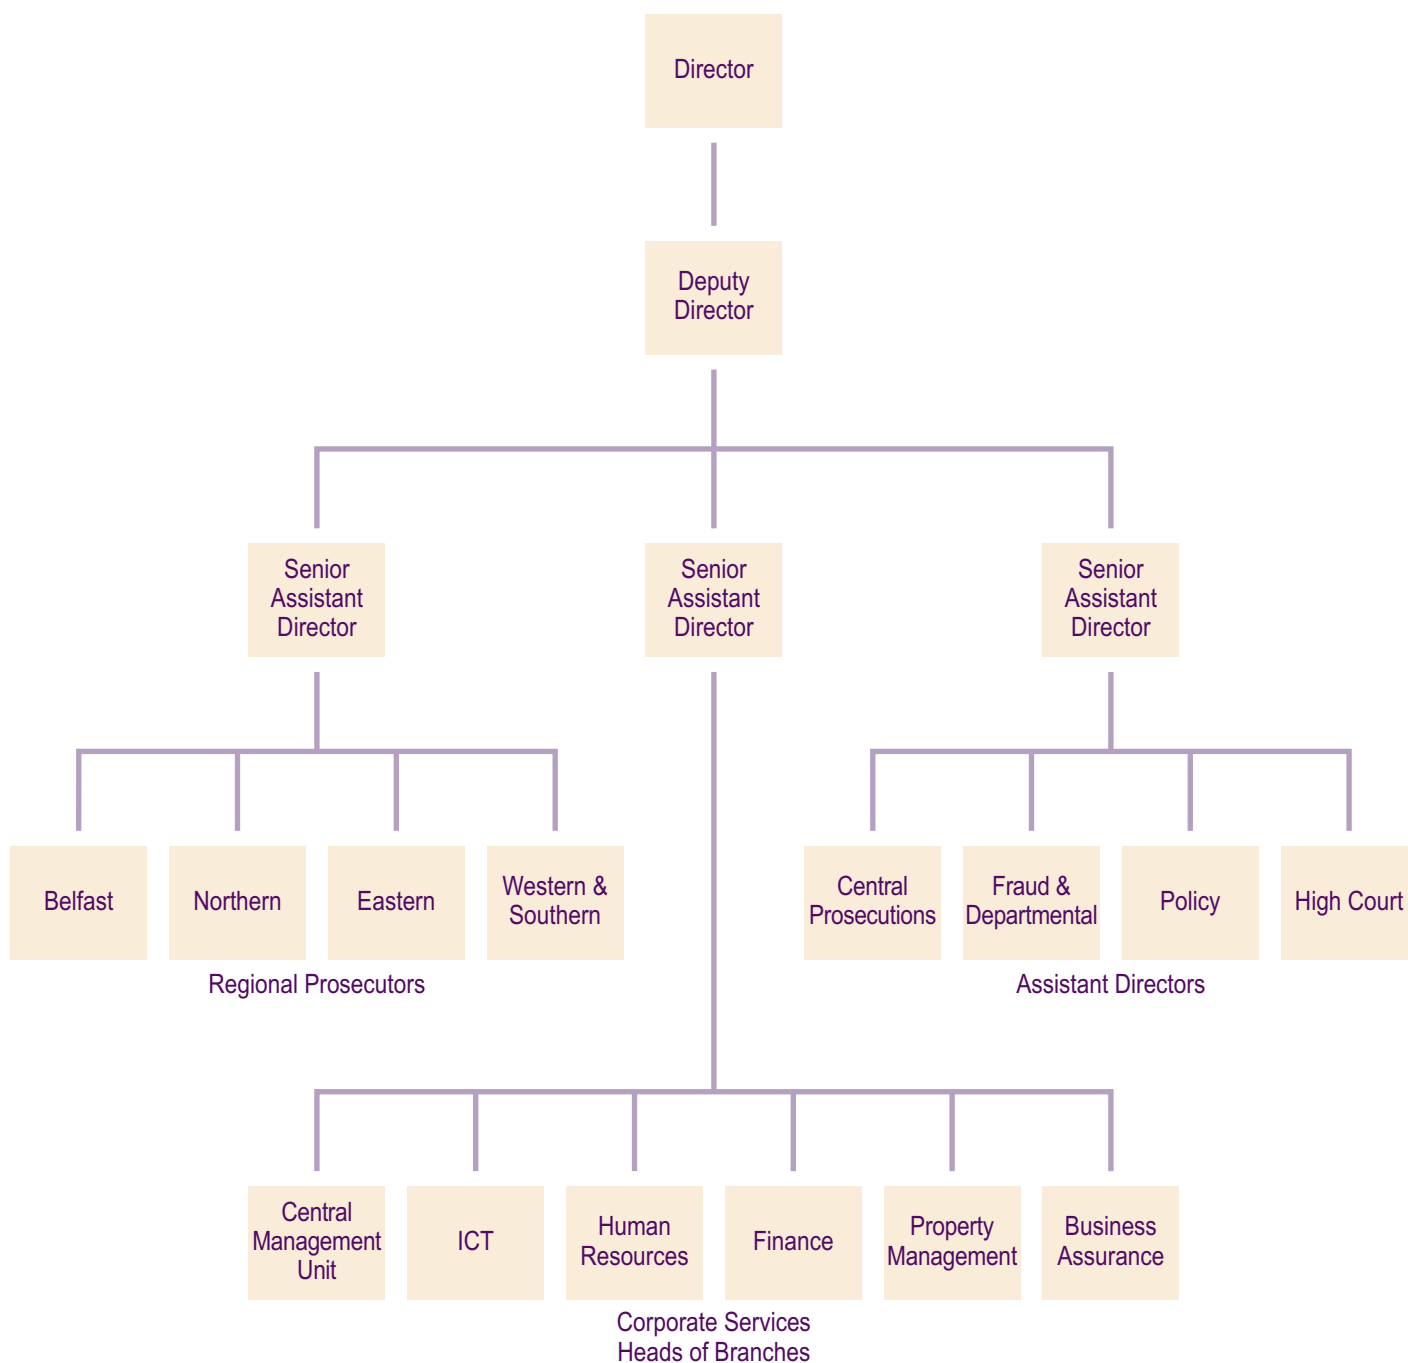 Director
Deputy
Director
Senior
Assistant
Director
Senior
Assistant
Director
Senior
Assistant
Director
Belfast
Northern
Eastern
Western &
Southern
Regional Prosecutors
Central
Prosecutions
Fraud &
Departmental
Policy
High Court
Assistant Directors
Central
Management
Unit
ICT
Human
Resources
Finance
Property
Management
Business
Assurance
Corporate Services
Heads of Branches